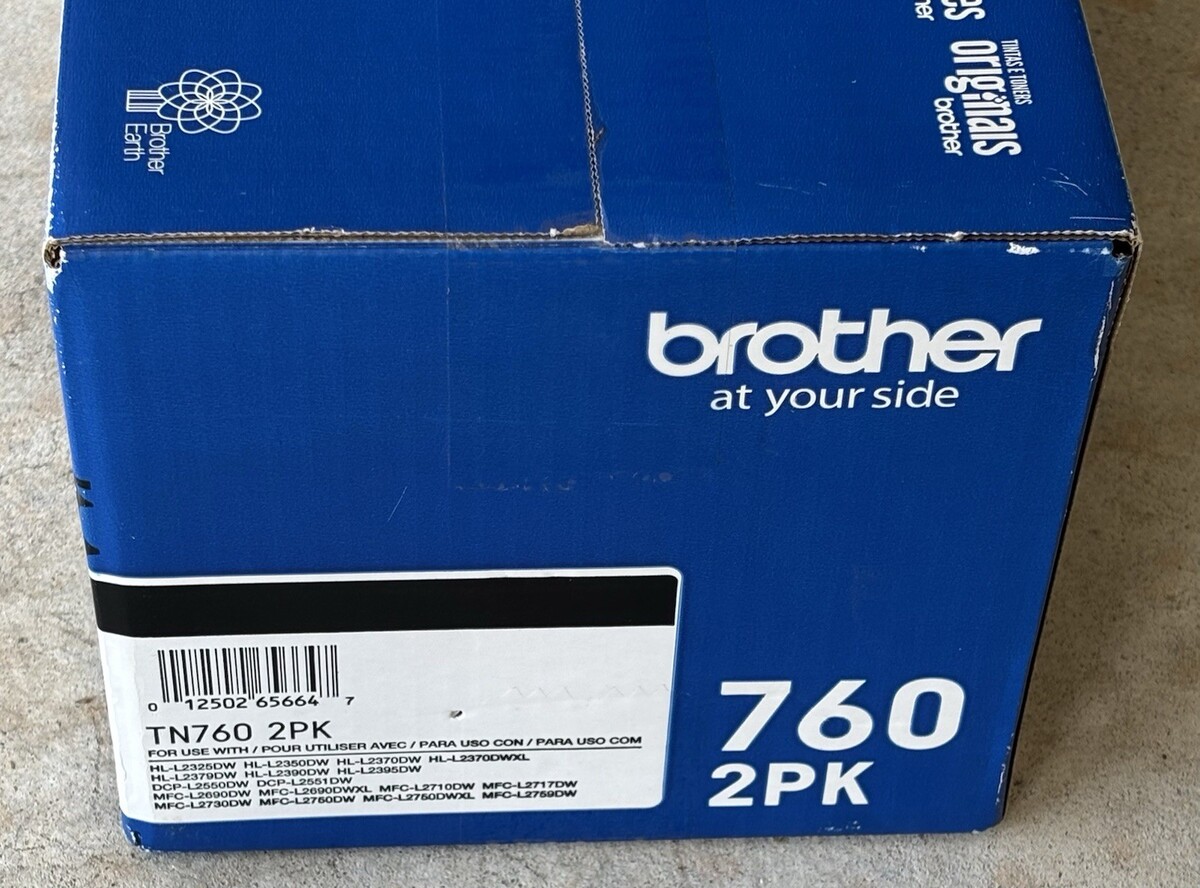 Brother
Earth
TINTAS E TONERS
originais
brother
brother
at your side
0 12502 65664 7
TN760 2PK
FOR USE WITH / POUR UTILISER AVEC / PARA USO CON / PARA USO COM
HL-L2325DW HL-L2350DW HL-L2370DW HL-L2370DWXL
HL-L2379DW HL-L2390DW HL-L2395DW
DCP-L2550DW DCP-L2551DW
MFC-L2690DW MFC-L2690DWXL MFC-L2710DW MFC-L2717DW
MFC-L2730DW MFC-L2750DW MFC-L2750DWXL MFC-L2759DW
760
2PK